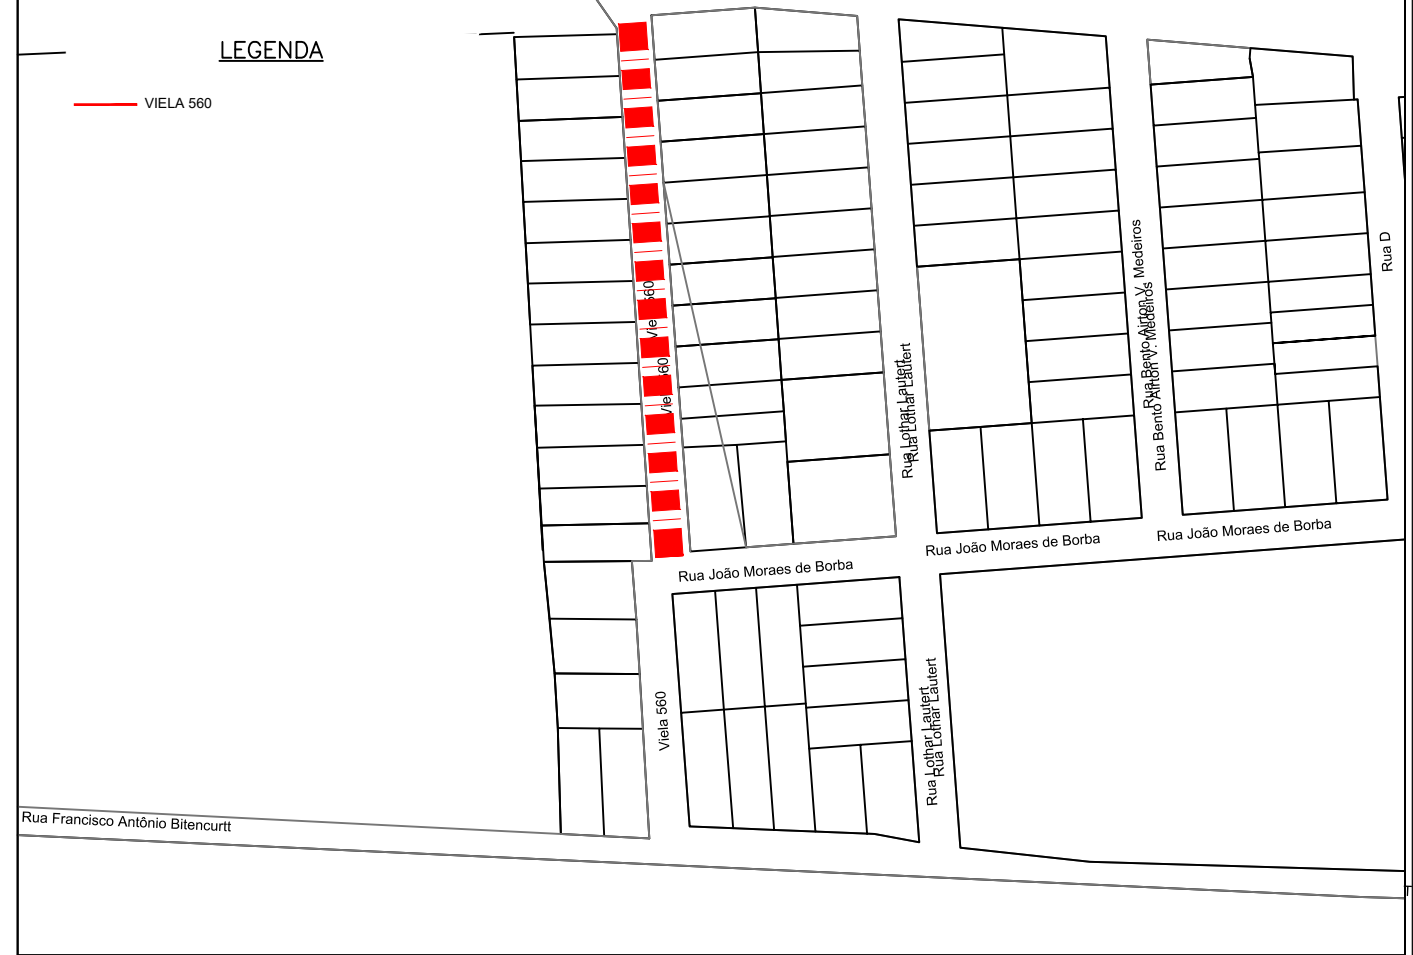 LEGENDA
VIELA 560
Viela 560
Viela 560
Rua Lothar Lautert
Rua Lothar Lautert
Rua Bento Airton V. Medeiros
Rua Bento Airton V. Medeiros
Rua D
Rua João Moraes de Borba
Rua João Moraes de Borba
Rua João Moraes de Borba
Viela 560
Rua Lothar Lautert
Rua Lothar Lautert
Rua Francisco Antônio Bitencurtt